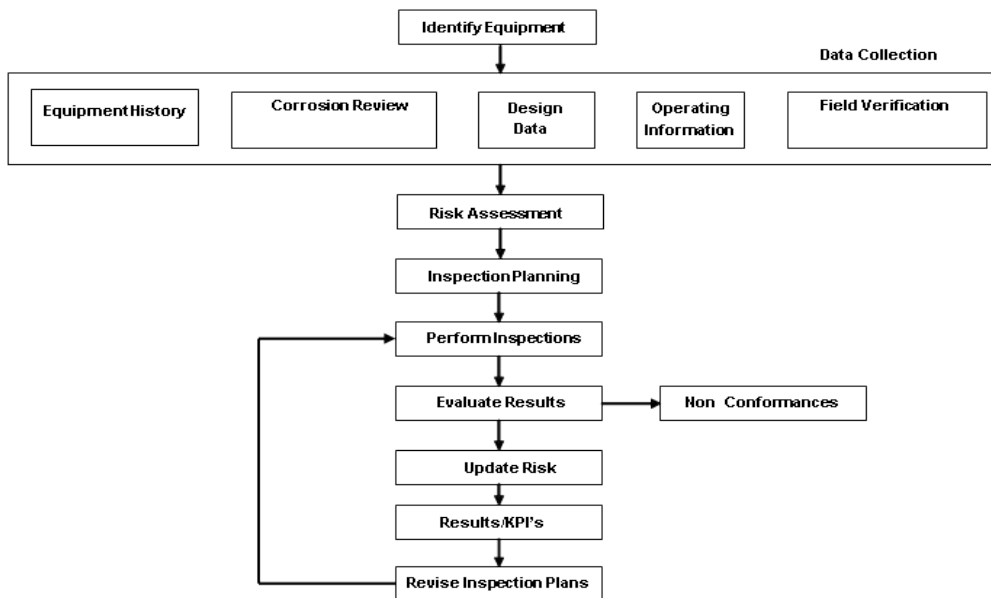 Identify Equipment
Data Collection
Equipment History
Corrosion Review
Design
Data
Operating
Information
Field Verification
Risk Assessment
Inspection Planning
Perform Inspections
Evaluate Results
Non Conformances
Update Risk
Results/KPI's
Revise Inspection Plans